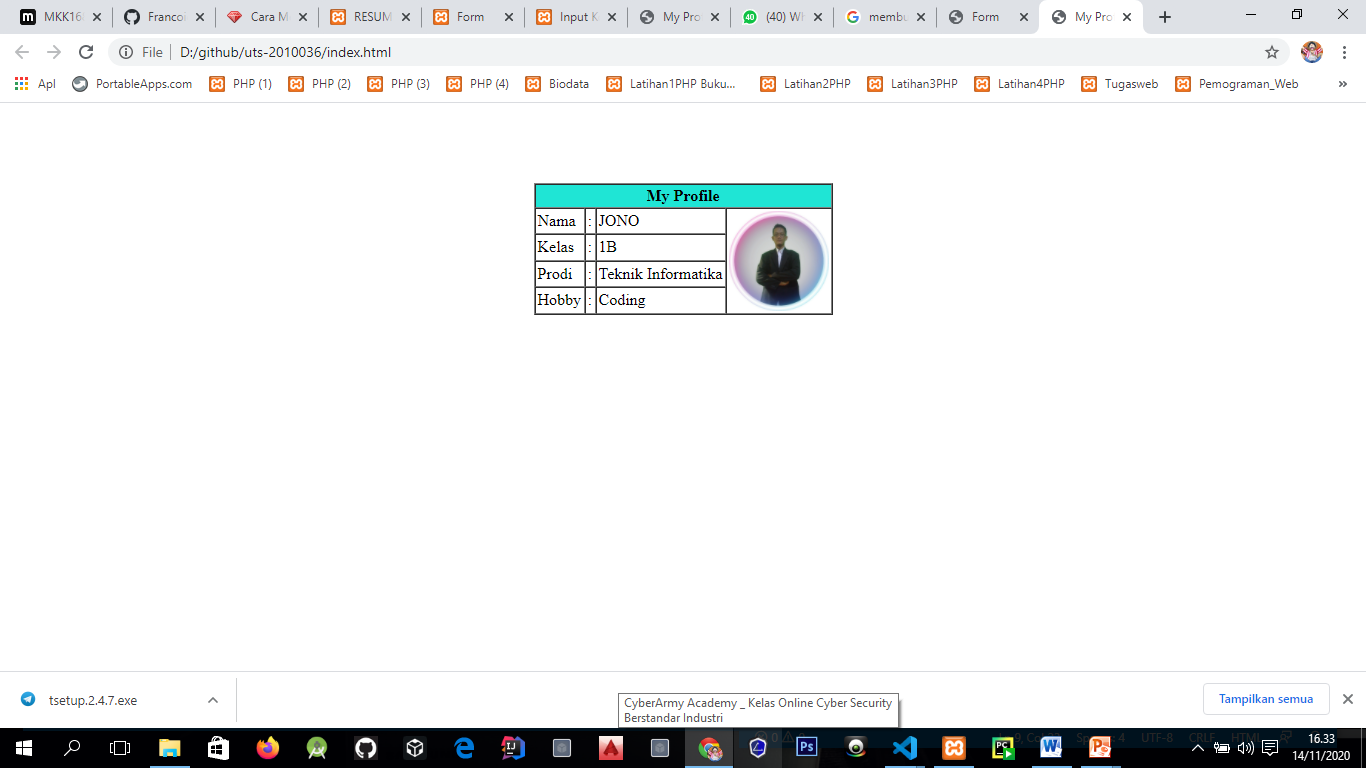 MKK16
Francoi
Cara M
RESUM
Form
Input K
My Pro
(40) Wh
membu
Form
My Pro
File
D:/github/uts-2010036/index.html
Apl
PortableApps.com
PHP (1)
PHP (2)
PHP (3)
PHP (4)
Biodata
Latihan1PHP Buku...
Latihan2PHP
Latihan3PHP
Latihan4PHP
Tugasweb
Pemograman_Web
»
My Profile
Nama : JONO
Kelas : 1B
Prodi : Teknik Informatika
Hobby : Coding
tsetup.2.4.7.exe
Tampilkan semua
CyberArmy Academy _ Kelas Online Cyber Security
Berstandar Industri
UTF-8
CRLF
HTML
16.33
14/11/2020